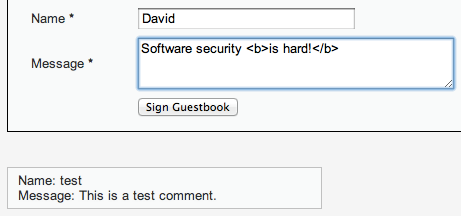 Name *
David
Message *
Software security <b>is hard!</b>
Sign Guestbook
Name: test
Message: This is a test comment.